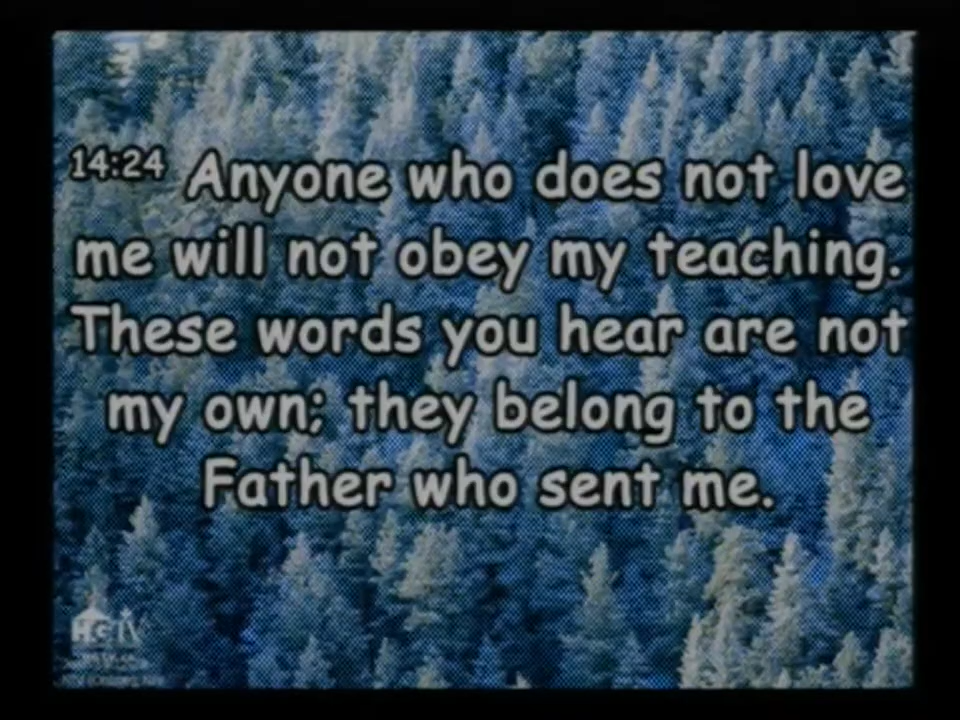 14:24 Anyone who does not love
me will not obey my teaching.
These words you hear are not
my own; they belong to the
Father who sent me.
HGTV